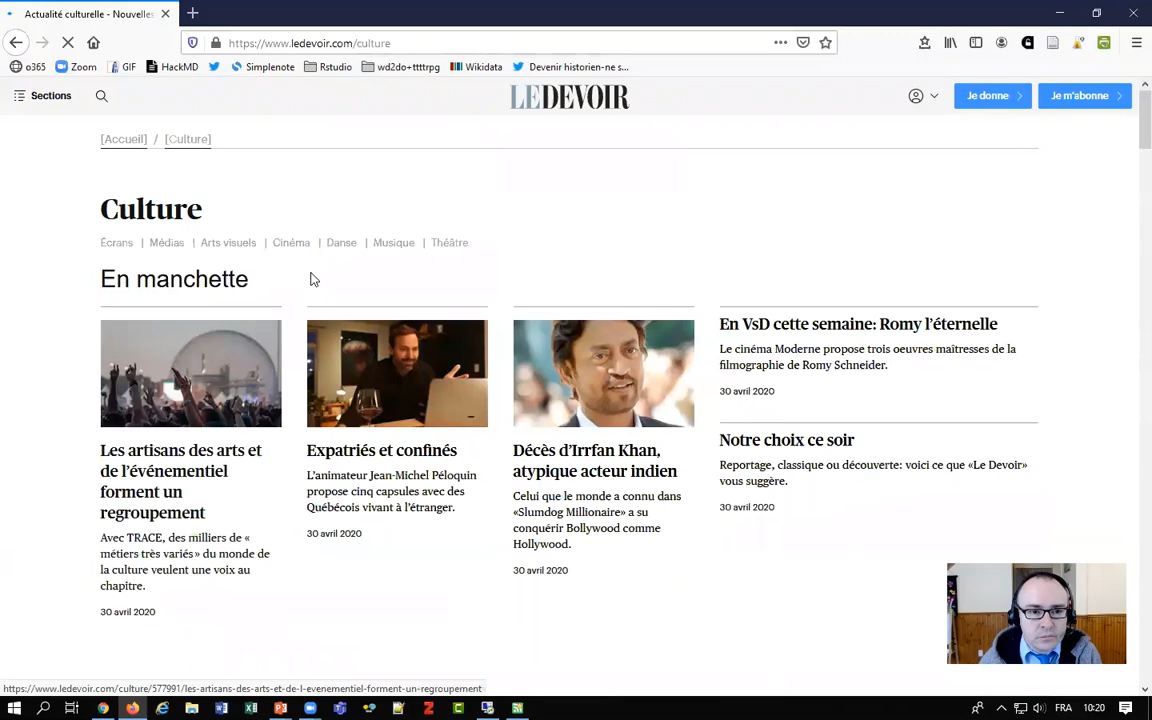 Actualité culturelle - Nouvelles
https://www.ledevoir.com/culture
o365 Zoom GIF HackMD Simplenote Rstudio wd2do+ttttrpg Wikidata Devenir historien-ne s...
Sections LE DEVOIR Je donne Je m'abonne
[Accueil] / [Culture]
Culture
Écrans | Médias | Arts visuels | Cinéma | Danse | Musique | Théâtre
En manchette
Les artisans des arts et
de l'événementiel
forment un
regroupement
Avec TRACE, des milliers de «
métiers très variés » du monde de
la culture veulent une voix au
chapitre.
30 avril 2020
Expatriés et confinés
L'animateur Jean-Michel Péloquin
propose cinq capsules avec des
Québécois vivant à l'étranger.
30 avril 2020
Décès d'Irrfan Khan,
atypique acteur indien
Celui que le monde a connu dans
«Slumdog Millionaire» a su
conquérir Bollywood comme
Hollywood.
30 avril 2020
En VsD cette semaine: Romy l'éternelle
Le cinéma Moderne propose trois oeuvres maîtresses de la
filmographie de Romy Schneider.
30 avril 2020
Notre choix ce soir
Reportage, classique ou découverte: voici ce que «Le Devoir»
vous suggère.
30 avril 2020
https://www.ledevoir.com/culture/577991/les-artisans-des-arts-et-de-l-evenementiel-forment-un-regroupement
FRA 10:20